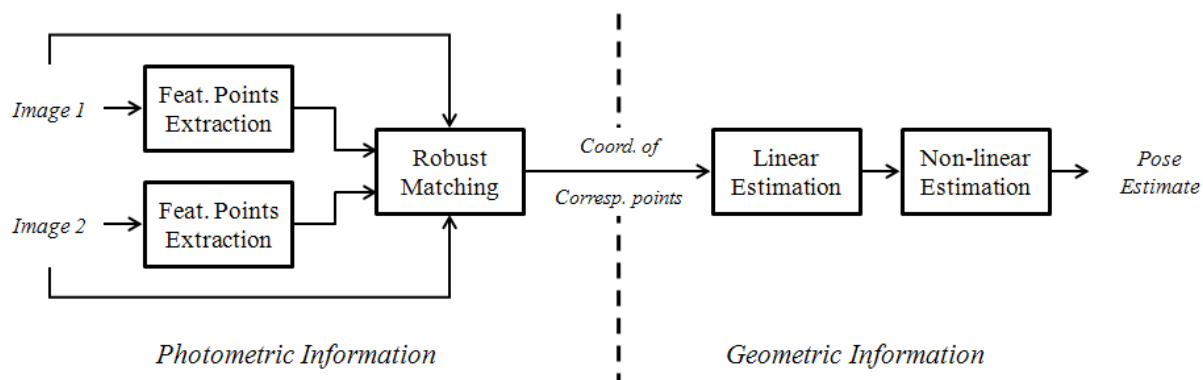 Image 1
Feat. Points
Extraction
Image 2
Feat. Points
Extraction
Robust
Matching
Coord. of
Corresp. points
Linear
Estimation
Non-linear
Estimation
Pose
Estimate
Photometric Information
Geometric Information